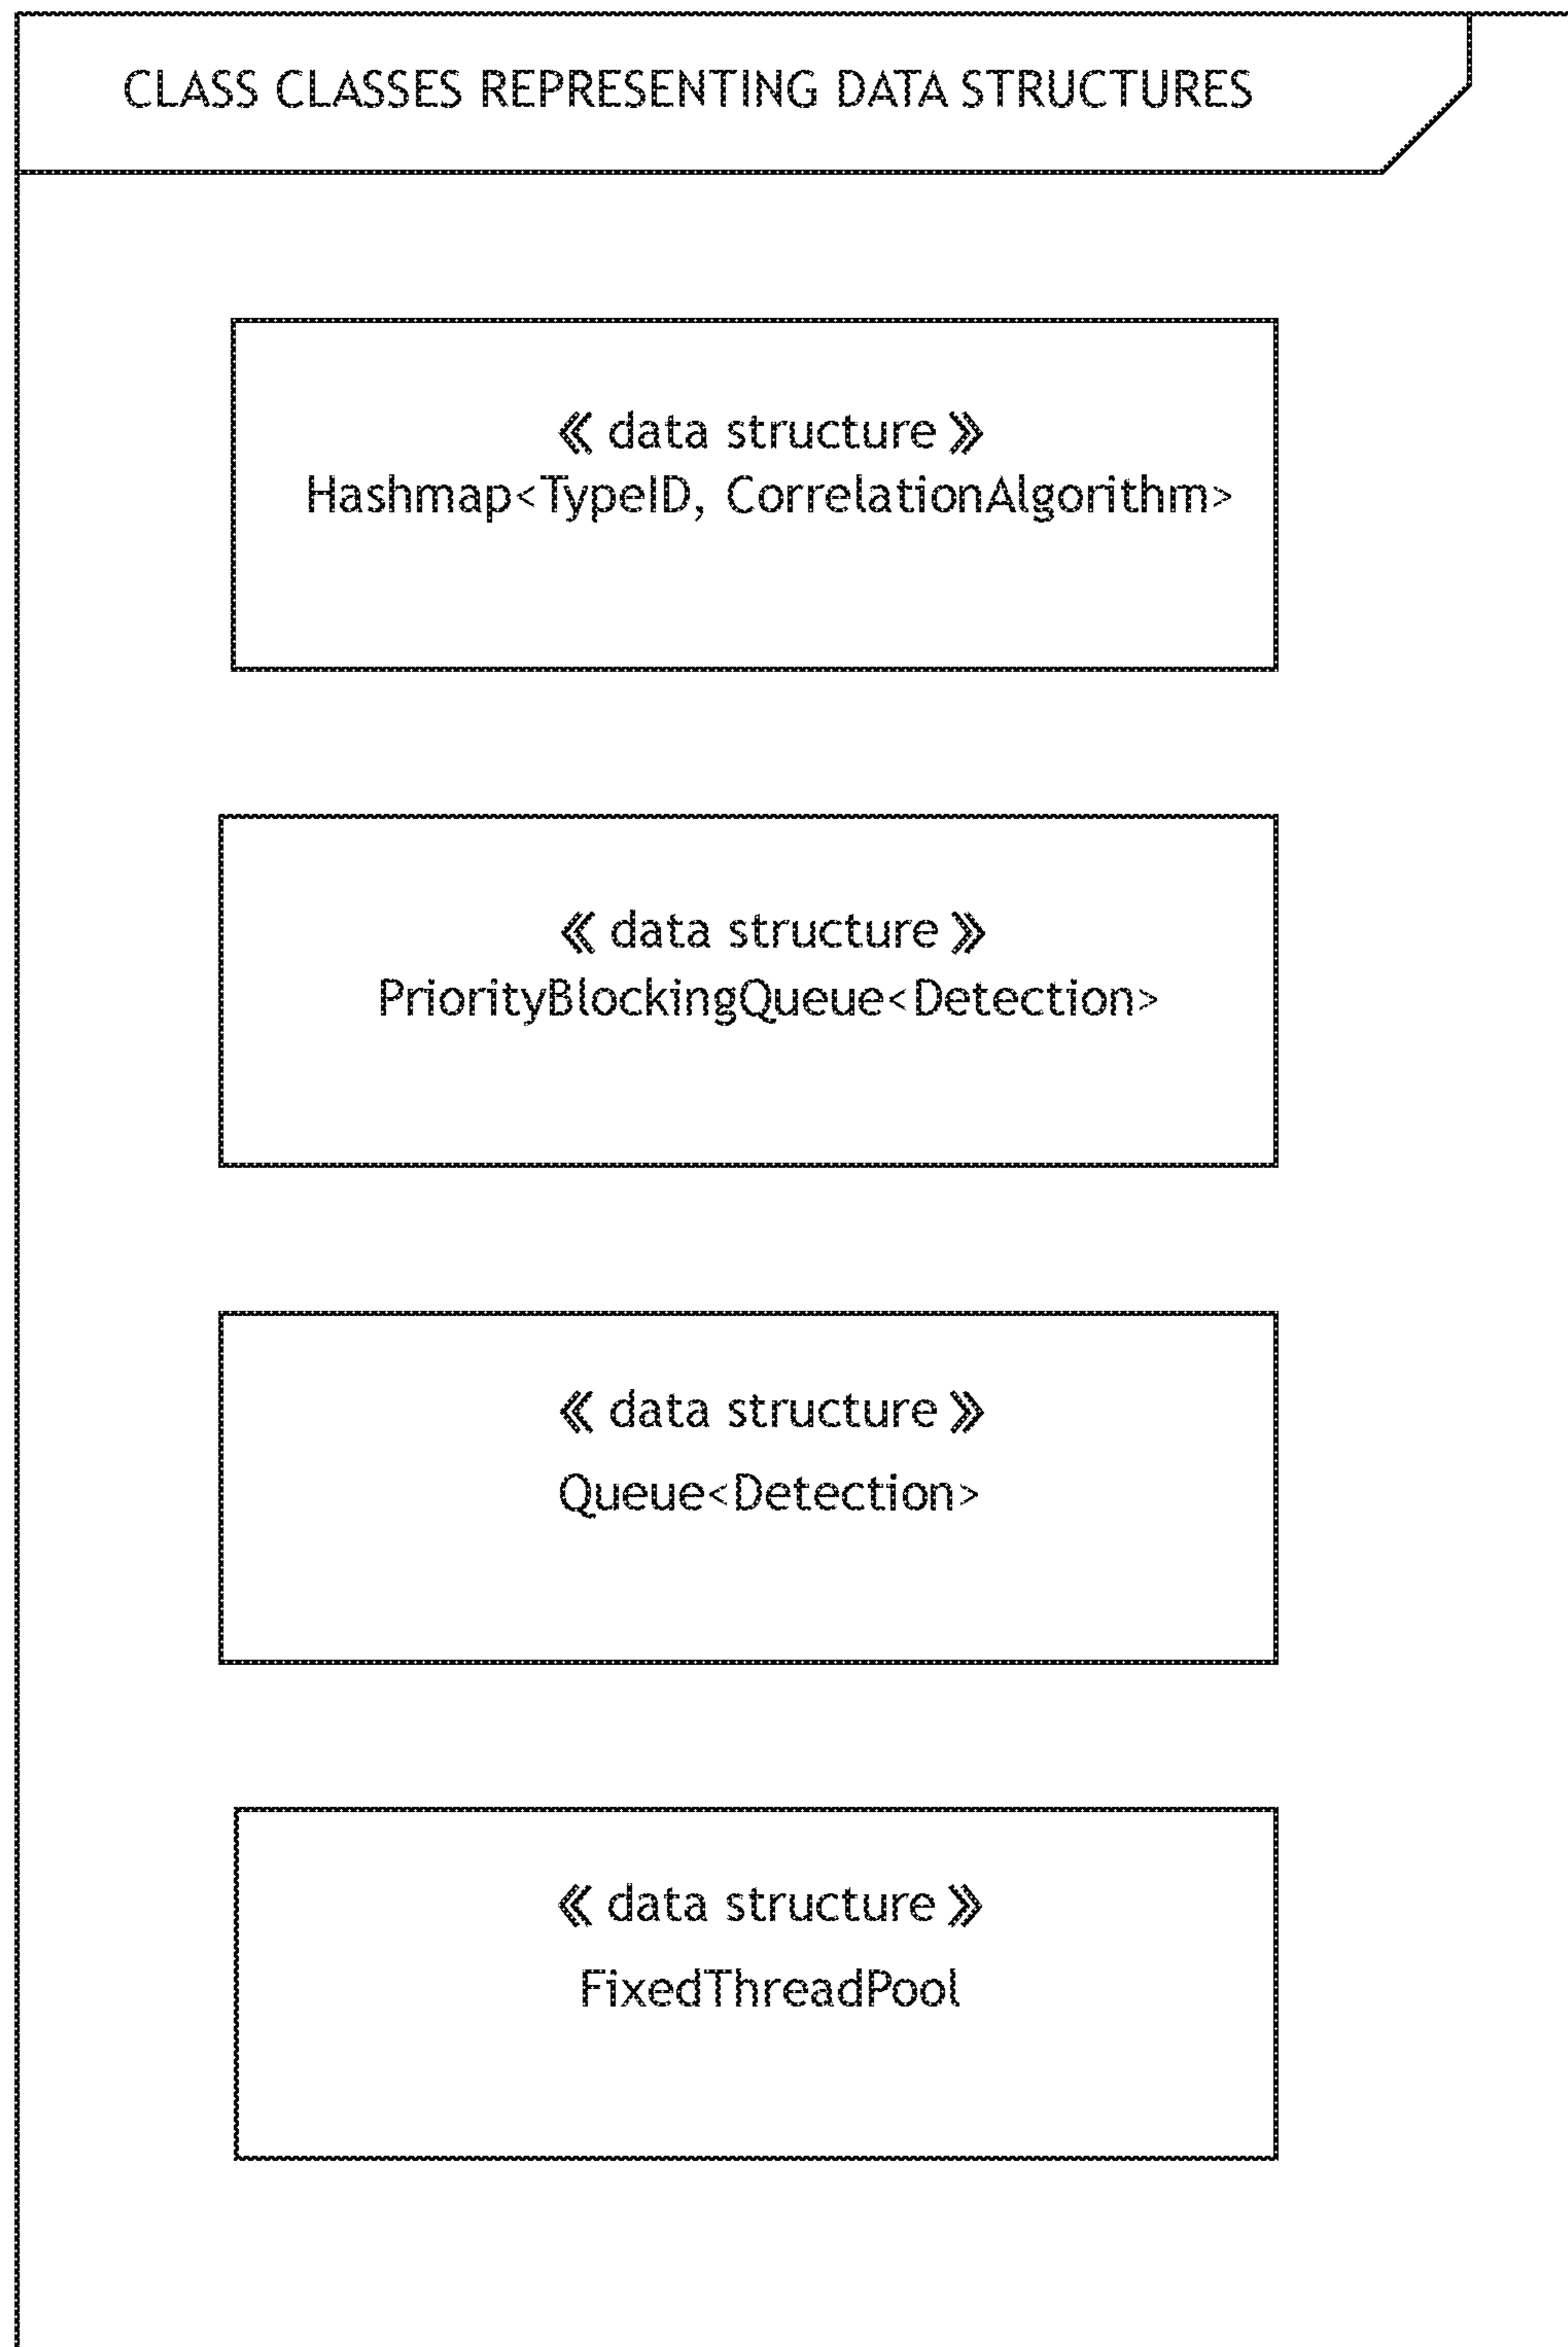 CLASS CLASSES REPRESENTING DATA STRUCTURES
《 data structure 》
Hashmap<TypeID, CorrelationAlgorithm>
《 data structure 》
PriorityBlockingQueue<Detection>
《 data structure 》
Queue<Detection>
《 data structure 》
FixedThreadPool